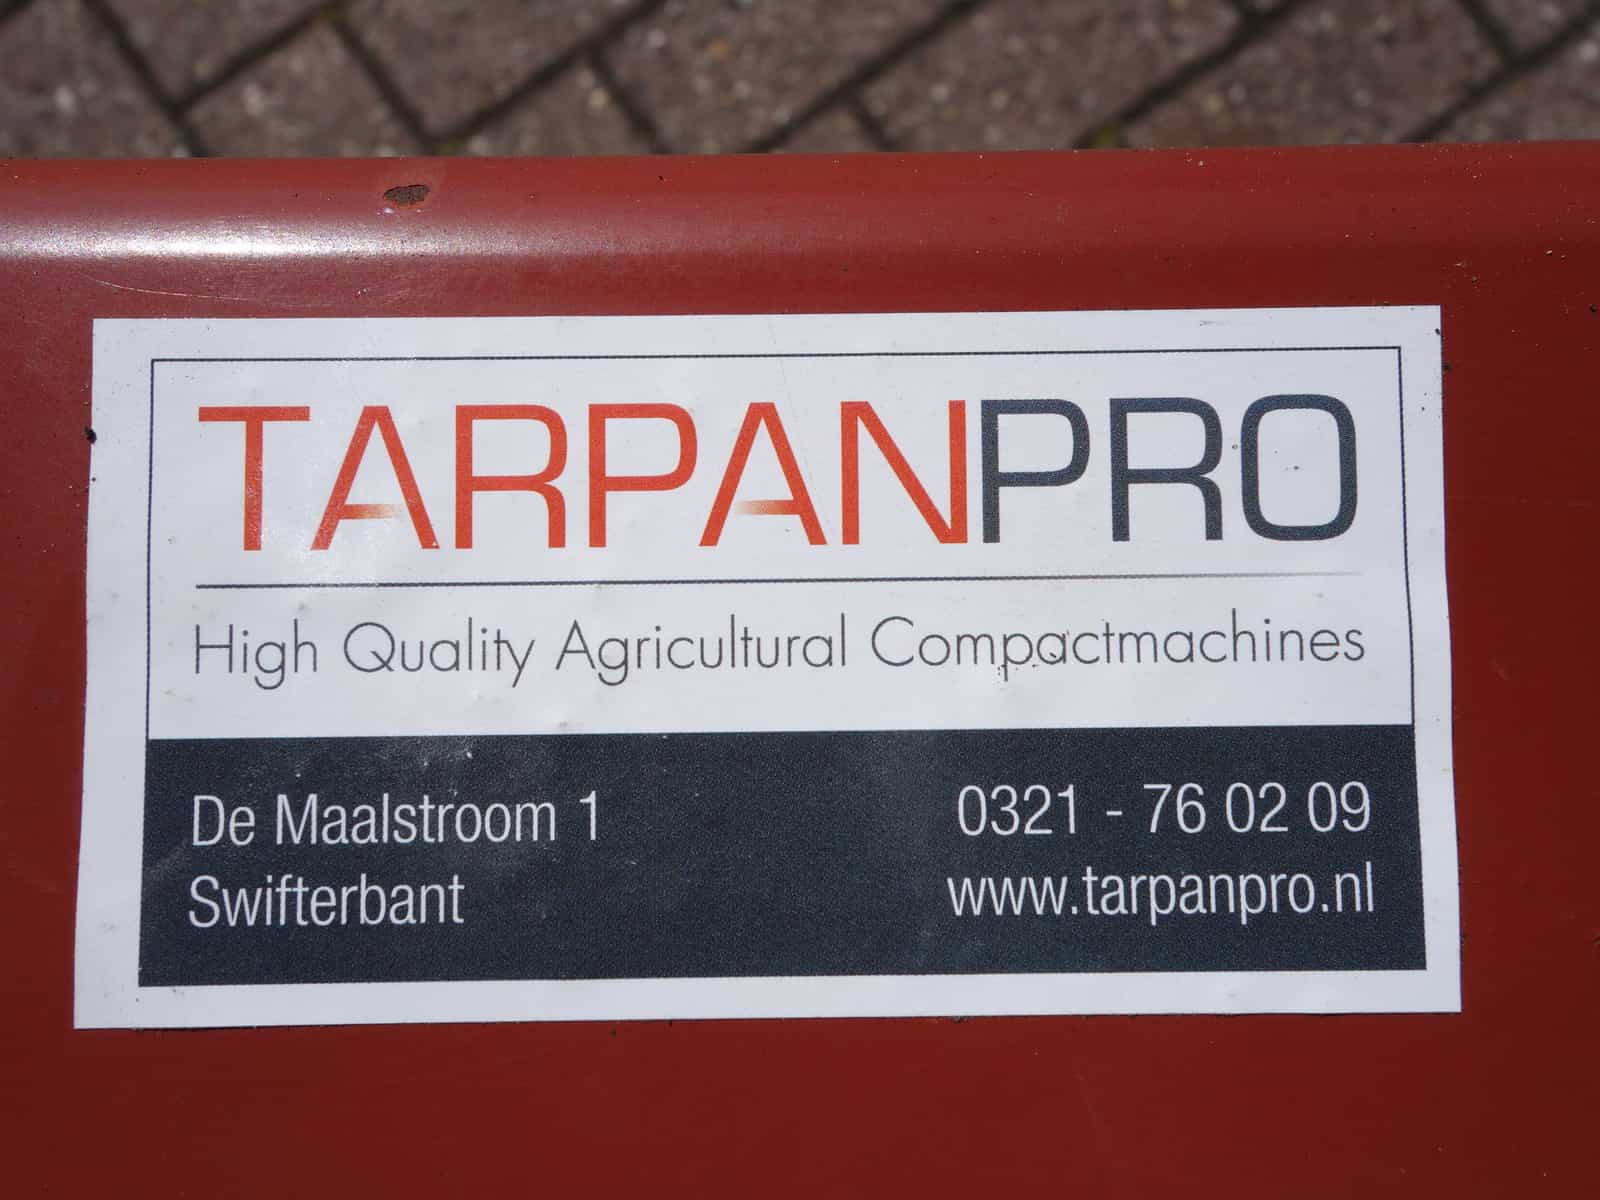 TARPANPRO
High Quality Agricultural Compactmachines
De Maalstroom 1
Swifterbant
0321 - 76 02 09
www.tarpanpro.nl